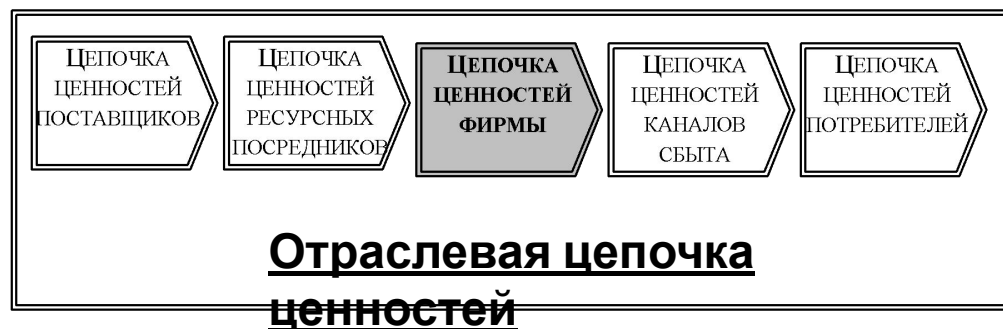 Цепочка
ценностей
поставщиков
Цепочка
ценностей
ресурсных
посредников
Цепочка
ценностей
фирмы
Цепочка
ценностей
каналов
сбыта
Цепочка
ценностей
потребителей
Отраслевая цепочка
ценностей